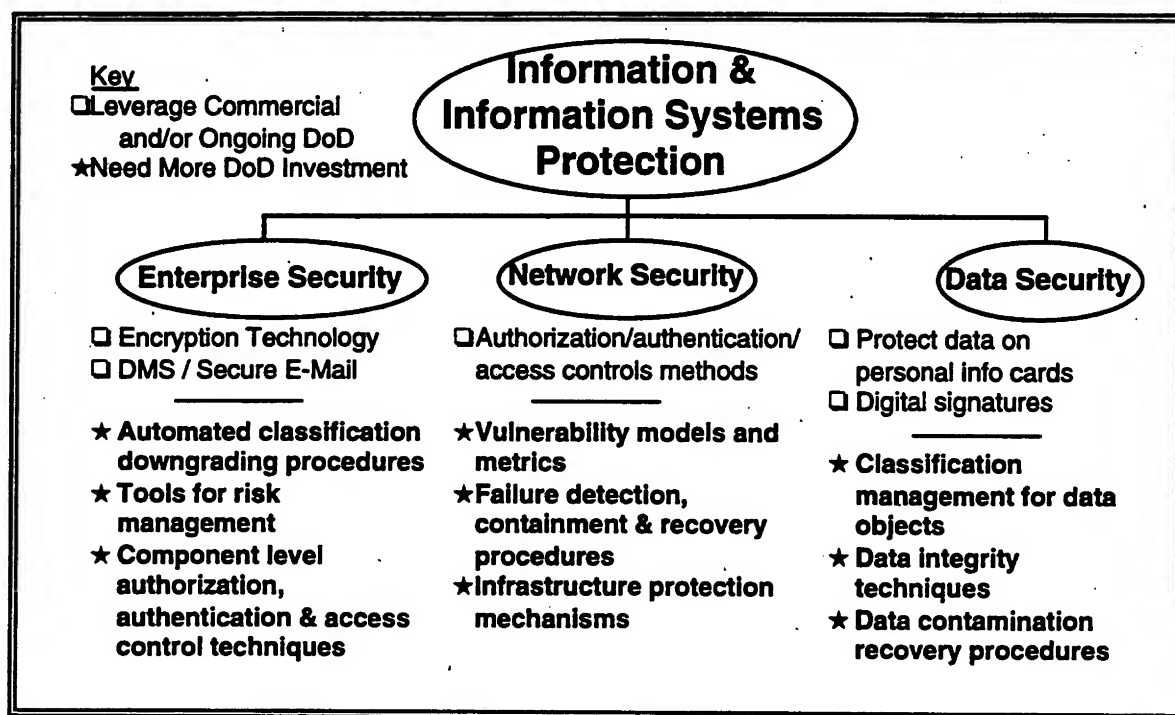 Key
❑Leverage Commercial
and/or Ongoing DoD
★Need More DoD Investment
Information &
Information Systems
Protection
Enterprise Security
❑ Encryption Technology
❑ DMS / Secure E-Mail
★ Automated classification
downgrading procedures
★ Tools for risk
management
★ Component level
authorization,
authentication & access
control techniques
Network Security
❑Authorization/authentication/
access controls methods
★Vulnerability models and
metrics
★Failure detection,
containment & recovery
procedures
★Infrastructure protection
mechanisms
Data Security
❑ Protect data on
personal info cards
❑ Digital signatures
★ Classification
management for data
objects
★ Data integrity
techniques
★ Data contamination
recovery procedures